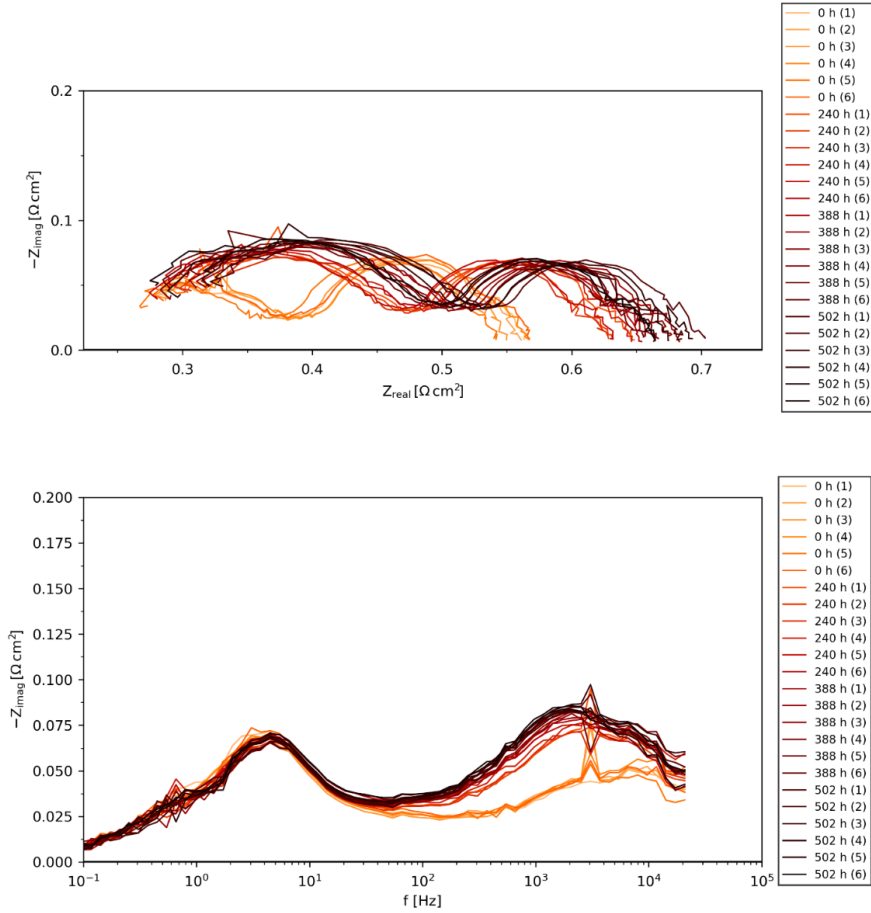 0 h (1)
0 h (2)
0 h (3)
0 h (4)
0 h (5)
0 h (6)
240 h (1)
240 h (2)
240 h (3)
240 h (4)
240 h (5)
240 h (6)
388 h (1)
388 h (2)
388 h (3)
388 h (4)
388 h (5)
388 h (6)
502 h (1)
502 h (2)
502 h (3)
502 h (4)
502 h (5)
502 h (6)
0.2
0.1
0.0
−Z_imag [Ω cm²]
0.3 0.4 0.5 0.6 0.7
Z_real [Ω cm²]
0 h (1)
0 h (2)
0 h (3)
0 h (4)
0 h (5)
0 h (6)
240 h (1)
240 h (2)
240 h (3)
240 h (4)
240 h (5)
240 h (6)
388 h (1)
388 h (2)
388 h (3)
388 h (4)
388 h (5)
388 h (6)
502 h (1)
502 h (2)
502 h (3)
502 h (4)
502 h (5)
502 h (6)
0.200
0.175
0.150
0.125
0.100
0.075
0.050
0.025
0.000
−Z_imag [Ω cm²]
10⁻¹ 10⁰ 10¹ 10² 10³ 10⁴ 10⁵
f [Hz]